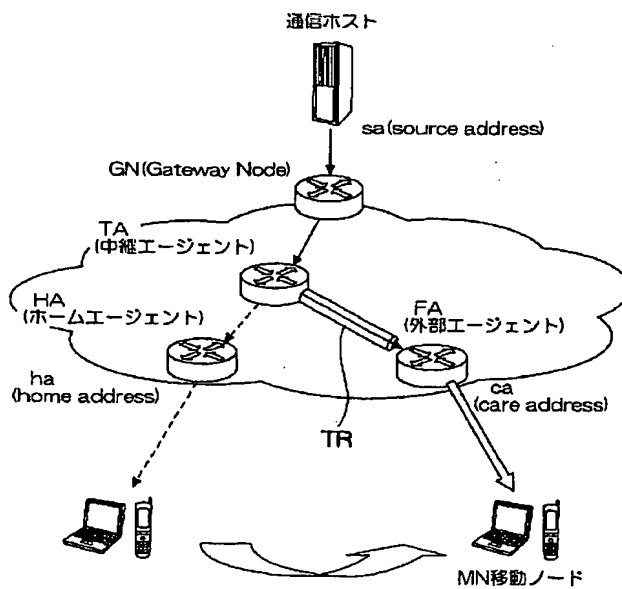 通信ホスト
sa(source address)
GN(Gateway Node)
TA
(中継エージェント)
HA
(ホームエージェント)
FA
(外部エージェント)
ha
(home address)
ca
(care address)
TR
MN移動ノード